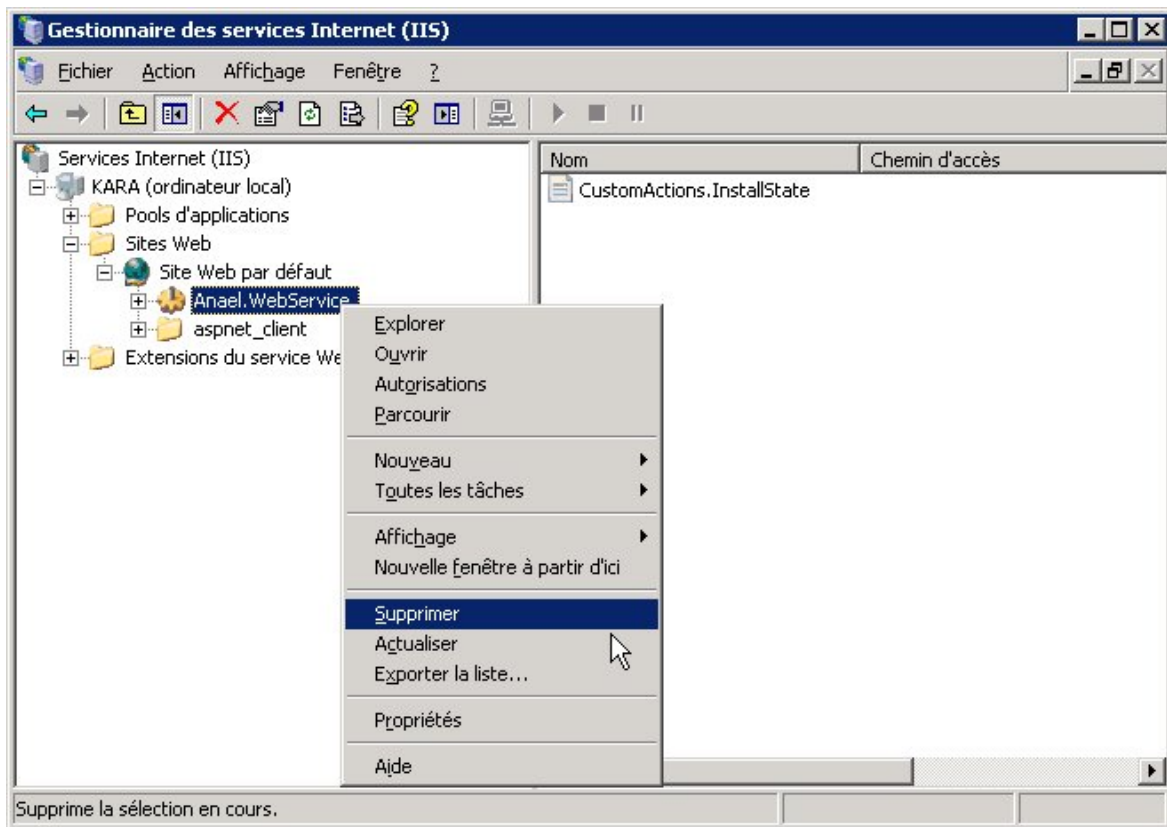 Gestionnaire des services Internet (IIS)
Fichier Action Affichage Fenêtre ?
Services Internet (IIS)
KARA (ordinateur local)
Pools d'applications
Sites Web
Site Web par défaut
Anael.WebService
aspnet_client
Extensions du service We
Nom Chemin d'accès
CustomActions.InstallState
Explorer
Ouvrir
Autorisations
Parcourir
Nouveau
Toutes les tâches
Affichage
Nouvelle fenêtre à partir d'ici
Supprimer
Actualiser
Exporter la liste...
Propriétés
Aide
Supprime la sélection en cours.